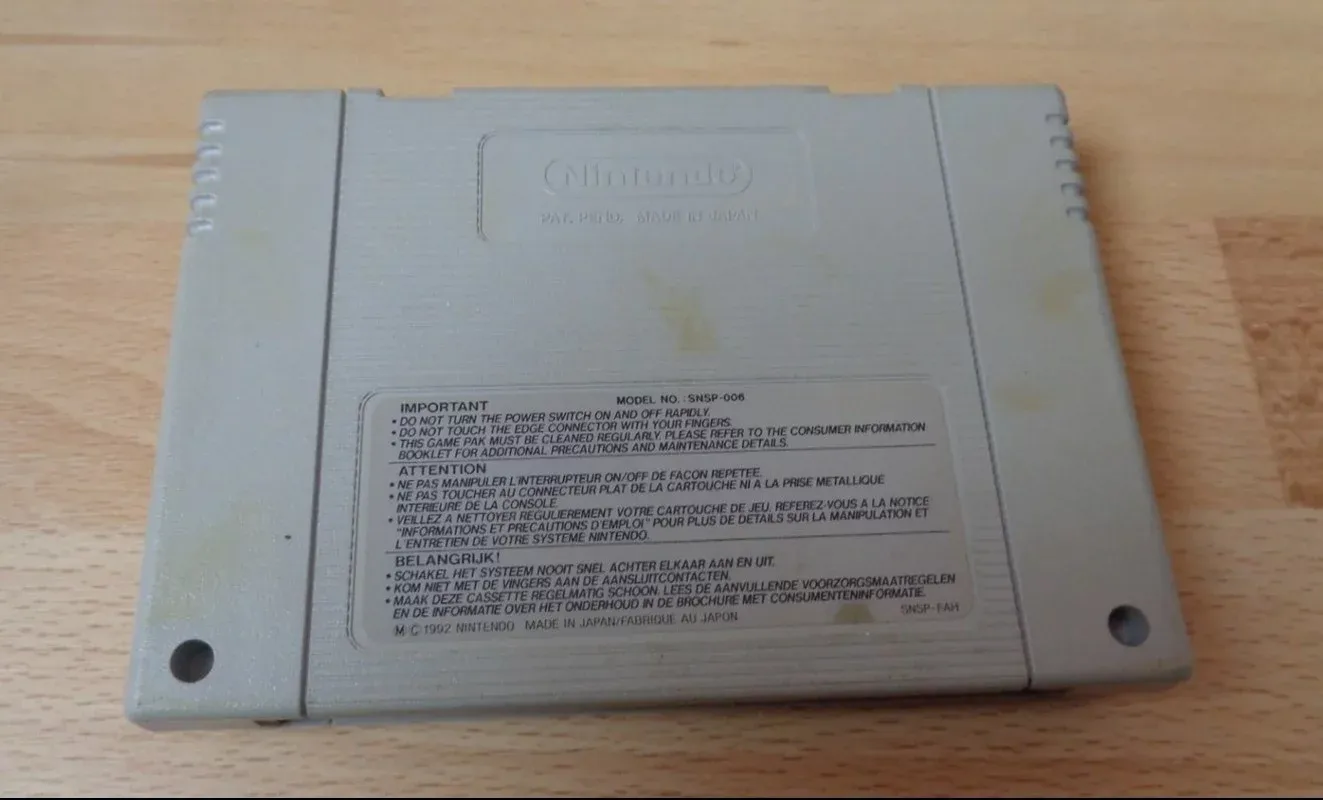 Nintendo®
PAT. PEND. MADE IN JAPAN
MODEL NO. : SNSP-006
IMPORTANT
• DO NOT TURN THE POWER SWITCH ON AND OFF RAPIDLY.
• DO NOT TOUCH THE EDGE CONNECTOR WITH YOUR FINGERS.
• THIS GAME PAK MUST BE CLEANED REGULARLY. PLEASE REFER TO THE CONSUMER INFORMATION
BOOKLET FOR ADDITIONAL PRECAUTIONS AND MAINTENANCE DETAILS.
ATTENTION
• NE PAS MANIPULER L'INTERRUPTEUR ON/OFF DE FACON REPETEE.
• NE PAS TOUCHER AU CONNECTEUR PLAT DE LA CARTOUCHE NI A LA PRISE METALLIQUE
INTERIEURE DE LA CONSOLE
• VEILLEZ A NETTOYER REGULIEREMENT VOTRE CARTOUCHE DE JEU. REFEREZ-VOUS A LA NOTICE
"INFORMATIONS ET PRECAUTIONS D'EMPLOI" POUR PLUS DE DETAILS SUR LA MANIPULATION ET
L'ENTRETIEN DE VOTRE SYSTEME NINTENDO.
BELANGRIJK!
• SCHAKEL HET SYSTEEM NOOIT SNEL ACHTER ELKAAR AAN EN UIT.
• KOM NIET MET DE VINGERS AAN DE AANSLUITCONTACTEN.
• MAAK DEZE CASSETTE REGELMATIG SCHOON. LEES DE AANVULLENDE VOORZORGSMAATREGELEN
EN DE INFORMATIE OVER HET ONDERHOUD IN DE BROCHURE MET CONSUMENTENINFORMATIE.
M C 1992 NINTENDO MADE IN JAPAN/FABRIQUE AU JAPON
SNSP-FAH